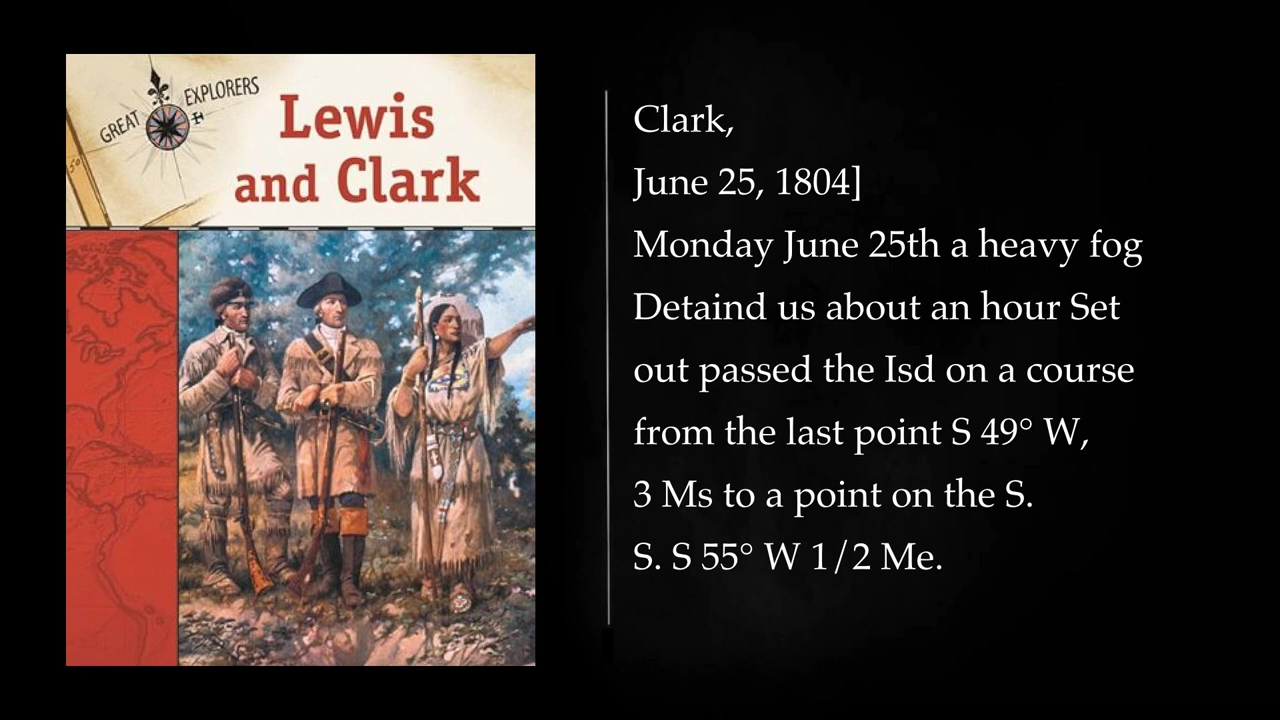 GREAT EXPLORERS
Lewis
and Clark
50
Clark,
June 25, 1804]
Monday June 25th a heavy fog
Detaind us about an hour Set
out passed the Isd on a course
from the last point S 49° W,
3 Ms to a point on the S.
S. S 55° W 1/2 Me.